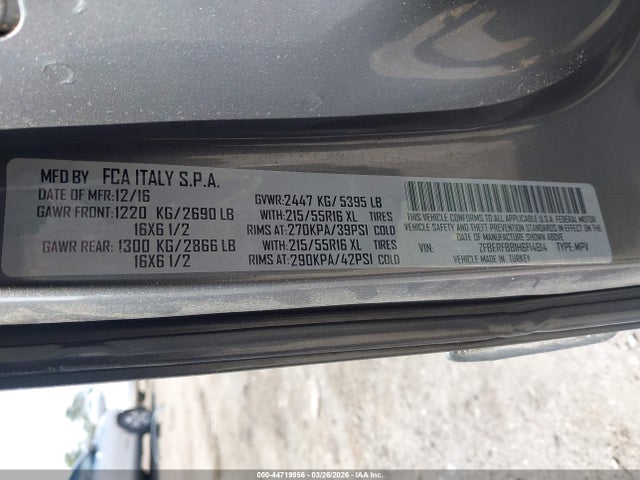 MFD BY FCA ITALY S.P.A.
DATE OF MFR: 12/16
GAWR FRONT: 1220 KG/2690 LB
16X6 1/2
GAWR REAR: 1300 KG/2866 LB
16X6 1/2
GVWR: 2447 KG/ 5395 LB
WITH: 215/55R16 XL TIRES
RIMS AT: 270KPA/39PSI COLD
WITH: 215/55R16 XL TIRES
RIMS AT: 290KPA/42PSI COLD
THIS VEHICLE CONFORMS TO ALL APPLICABLE U.S.A. FEDERAL MOTOR
VEHICLE SAFETY STANDARDS IN EFFECT ON THE DATE OF
MANUFACTURE SHOWN ABOVE.
VIN: TYPE: MPV
VEHICLE MADE IN: TURKEY
000-44719956 - 03/26/2026 - IAA Inc.